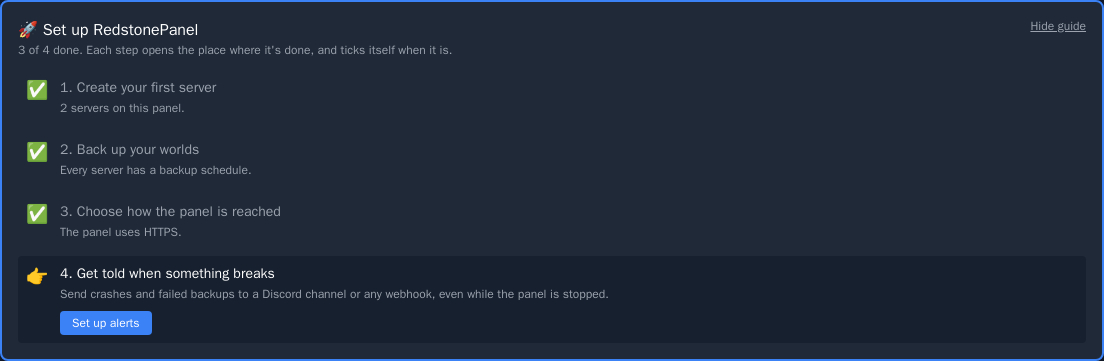 🚀 Set up RedstonePanel
Hide guide
3 of 4 done. Each step opens the place where it's done, and ticks itself when it is.
✅ 1. Create your first server
2 servers on this panel.
✅ 2. Back up your worlds
Every server has a backup schedule.
✅ 3. Choose how the panel is reached
The panel uses HTTPS.
👉 4. Get told when something breaks
Send crashes and failed backups to a Discord channel or any webhook, even while the panel is stopped.
Set up alerts